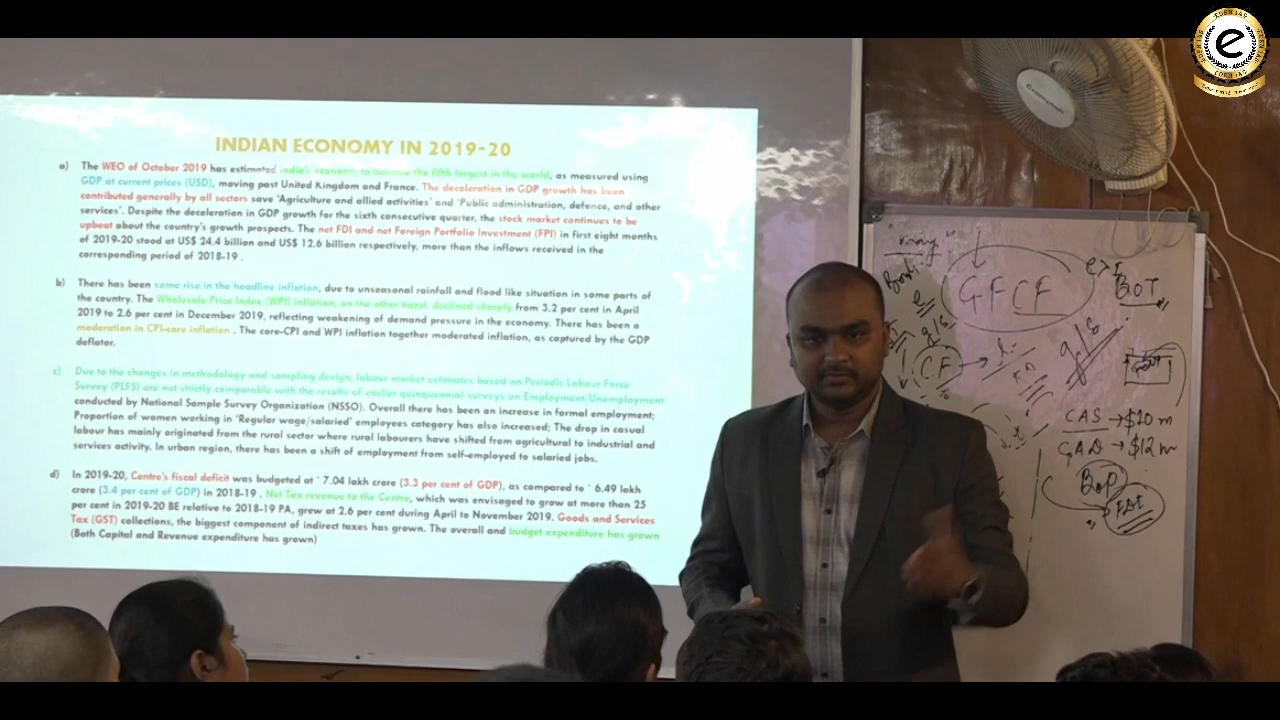 INDIAN ECONOMY IN 2019-20
a) The WEO of October 2019 has estimated india's economy to become the fifth largest in the world, as measured using
GDP at current prices (USD), moving past United Kingdom and France. The deceleration in GDP growth has been
contributed generally by all sectors save 'Agriculture and allied activities' and 'Public administration, defence, and other
services'. Despite the deceleration in GDP growth for the sixth consecutive quarter, the stock market continues to be
upbeat about the country's growth prospects. The net FDI and net Foreign Portfolio Investment (FPI) in first eight months
of 2019-20 stood at US$ 24.4 billion and US$ 12.6 billion respectively, more than the inflows received in the
corresponding period of 2018-19 .
b) There has been some rise in the headline inflation, due to unseasonal rainfall and flood like situation in some parts of
the country. The Wholesale Price Index (WPI) inflation, on the other hand, declined sharply from 3.2 per cent in April
2019 to 2.6 per cent in December 2019, reflecting weakening of demand pressure in the economy. There has been a
moderation in CPI-core inflation . The core-CPI and WPI inflation together moderated inflation, as captured by the GDP
deflator.
c) Due to the changes in methodology and sampling design, labour market estimates based on Periodic Labour Force
Survey (PLFS) are not strictly comparable with the results of earlier quinquennial surveys on Employment/Unemployment
conducted by National Sample Survey Organization (NSSO). Overall there has been an increase in formal employment;
Proportion of women working in 'Regular wage/salaried' employees category has also increased; The drop in casual
labour has mainly originated from the rural sector where rural labourers have shifted from agricultural to industrial and
services activity. In urban region, there has been a shift of employment from self-employed to salaried jobs.
d) In 2019-20, Centre's fiscal deficit was budgeted at ` 7.04 lakh crore (3.3 per cent of GDP), as compared to ` 6.49 lakh
crore (3.4 per cent of GDP) in 2018-19 . Net Tax revenue to the Centre, which was envisaged to grow at more than 25
per cent in 2019-20 BE relative to 2018-19 PA, grew at 2.6 per cent during April to November 2019. Goods and Services
Tax (GST) collections, the biggest component of indirect taxes has grown. The overall and budget expenditure has grown
(Both Capital and Revenue expenditure has grown)
GFCF
BOT
g/s
CF
g/s
CAS → $20 m
GAD → $12 m
BoP
FDI
e